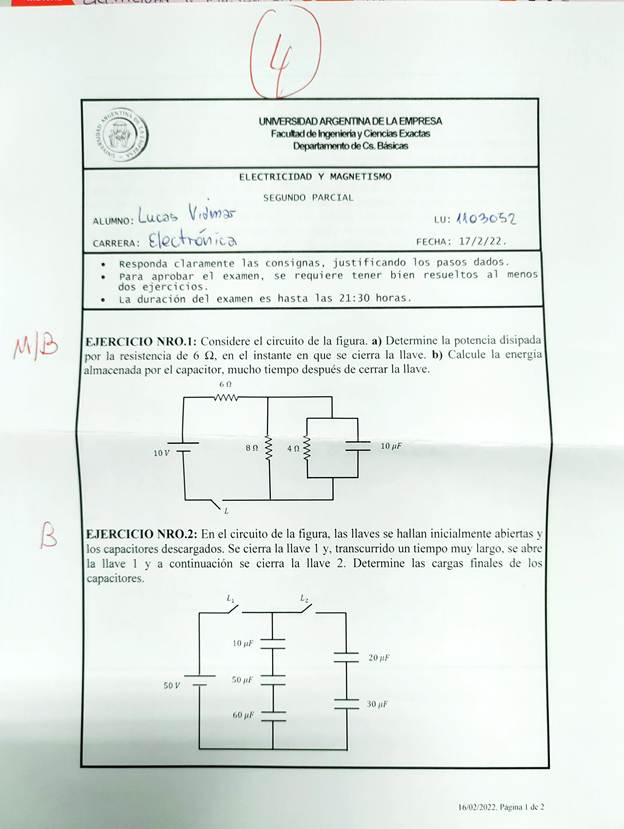 4
UNIVERSIDAD ARGENTINA DE LA EMPRESA
Facultad de Ingeniería y Ciencias Exactas
Departamento de Cs. Básicas
ELECTRICIDAD Y MAGNETISMO
SEGUNDO PARCIAL
ALUMNO: Lucas Vidmar LU: 1103052
CARRERA: Electrónica FECHA: 17/2/22.
• Responda claramente las consignas, justificando los pasos dados.
• Para aprobar el examen, se requiere tener bien resueltos al menos
dos ejercicios.
• La duración del examen es hasta las 21:30 horas.
M/B
EJERCICIO NRO.1: Considere el circuito de la figura. a) Determine la potencia disipada
por la resistencia de 6 Ω, en el instante en que se cierra la llave. b) Calcule la energía
almacenada por el capacitor, mucho tiempo después de cerrar la llave.
6 Ω
10 V 8 Ω 4 Ω 10 μF
L
B
EJERCICIO NRO.2: En el circuito de la figura, las llaves se hallan inicialmente abiertas y
los capacitores descargados. Se cierra la llave 1 y, transcurrido un tiempo muy largo, se abre
la llave 1 y a continuación se cierra la llave 2. Determine las cargas finales de los
capacitores.
L₁ L₂
10 μF
20 μF
50 V 50 μF
30 μF
60 μF
16/02/2022. Página 1 de 2